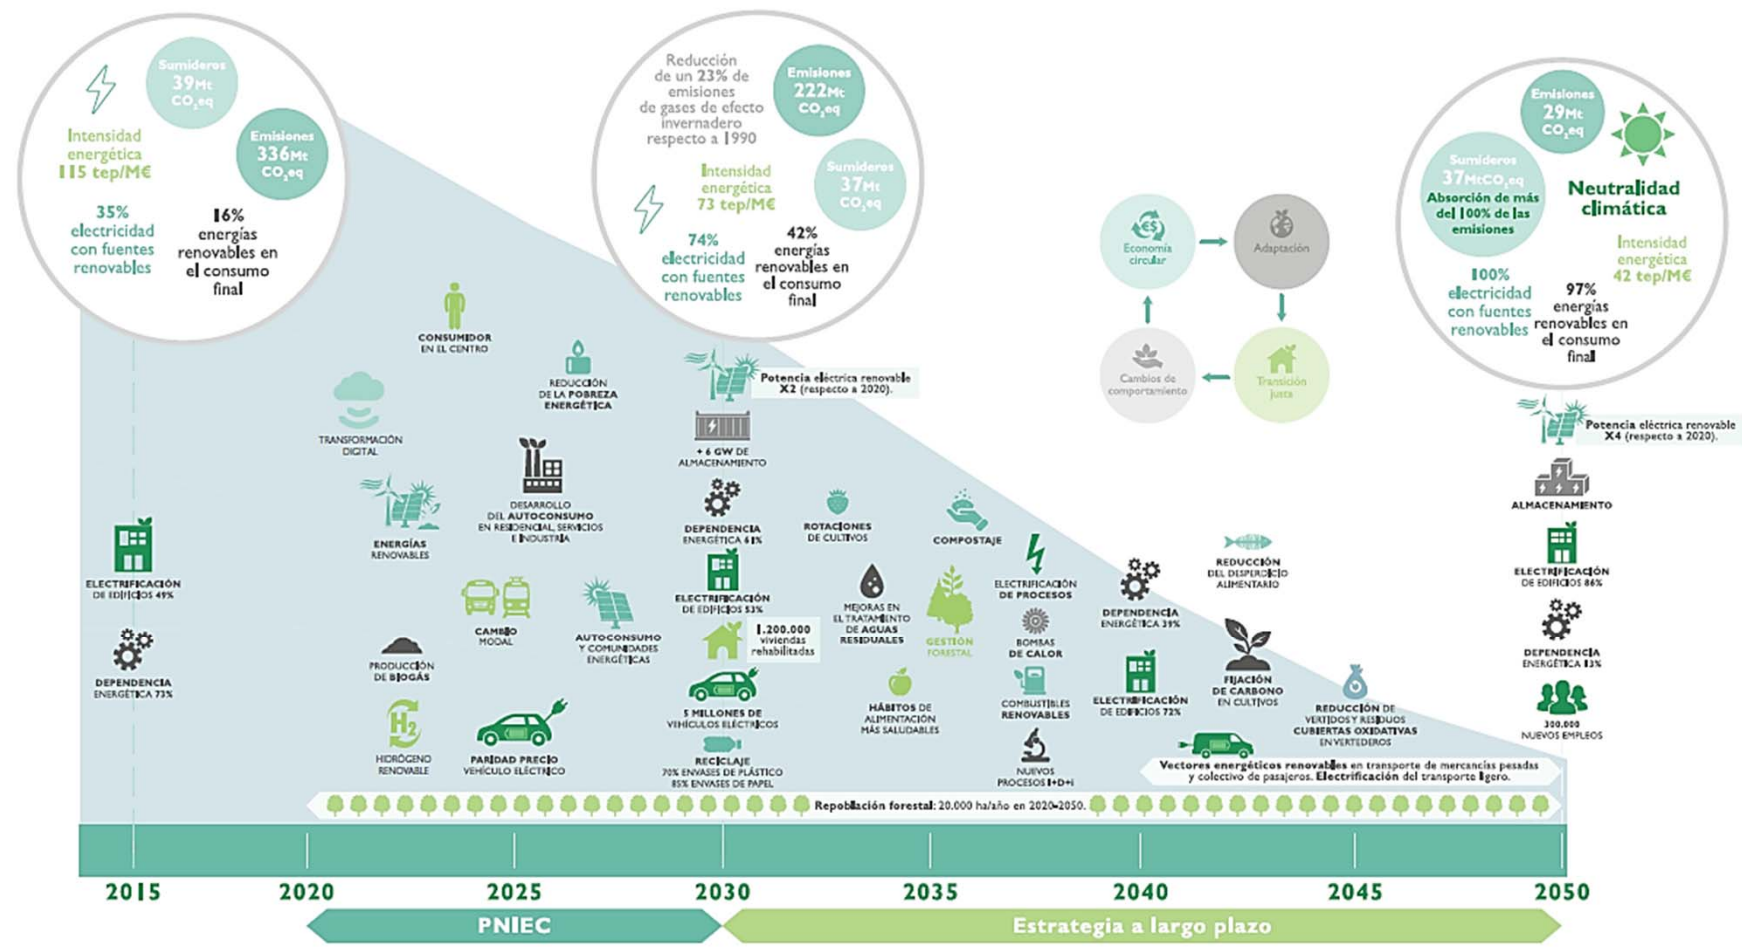 Sumideros
39Mt
CO₂eq
Intensidad
energética
115 tep/M€
Emisiones
336Mt
CO₂eq
35%
electricidad
con fuentes
renovables
16%
energías
renovables en
el consumo
final
Reducción
de un 23% de
emisiones
de gases de efecto
invernadero
respecto a 1990
Emisiones
222Mt
CO₂eq
Intensidad
energética
73 tep/M€
Sumideros
37Mt
CO₂eq
74%
electricidad
con fuentes
renovables
42%
energías
renovables en
el consumo
final
€$
Economía
circular
Adaptación
Cambios de
comportamiento
Transición
justa
Emisiones
29Mt
CO₂eq
Sumideros
37MtCO₂eq
Absorción de más
del 100% de las
emisiones
Neutralidad
climática
Intensidad
energética
42 tep/M€
100%
electricidad
con fuentes
renovables
97%
energías
renovables en
el consumo
final
ELECTRIFICACIÓN
DE EDIFICIOS 49%
DEPENDENCIA
ENERGÉTICA 73%
CONSUMIDOR
EN EL CENTRO
TRANSFORMACIÓN
DIGITAL
REDUCCIÓN
DE LA POBREZA
ENERGÉTICA
ENERGÍAS
RENOVABLES
DESARROLLO
DEL AUTOCONSUMO
EN RESIDENCIAL, SERVICIOS
E INDUSTRIA
CAMBIO
MODAL
AUTOCONSUMO
Y COMUNIDADES
ENERGÉTICAS
PRODUCCIÓN
DE BIOGÁS
H2
HIDRÓGENO
RENOVABLE
PARIDAD PRECIO
VEHÍCULO ELÉCTRICO
Potencia eléctrica renovable
X2 (respecto a 2020).
+ 6 GW DE
ALMACENAMIENTO
DEPENDENCIA
ENERGÉTICA 61%
ELECTRIFICACIÓN
DE EDIFICIOS 53%
1.200.000
viviendas
rehabilitadas
5 MILLONES DE
VEHÍCULOS ELÉCTRICOS
RECICLAJE
70% ENVASES DE PLÁSTICO
85% ENVASES DE PAPEL
ROTACIONES
DE CULTIVOS
COMPOSTAJE
MEJORAS EN
EL TRATAMIENTO
DE AGUAS
RESIDUALES
GESTIÓN
FORESTAL
HÁBITOS DE
ALIMENTACIÓN
MÁS SALUDABLES
ELECTRIFICACIÓN
DE PROCESOS
BOMBAS
DE CALOR
COMBUSTIBLES
RENOVABLES
NUEVOS
PROCESOS I+D+i
DEPENDENCIA
ENERGÉTICA 39%
ELECTRIFICACIÓN
DE EDIFICIOS 72%
REDUCCIÓN
DEL DESPERDICIO
ALIMENTARIO
FIJACIÓN
DE CARBONO
EN CULTIVOS
REDUCCIÓN DE
VERTIDOS Y RESIDUOS
CUBIERTAS OXIDATIVAS
EN VERTEDEROS
Potencia eléctrica renovable
X4 (respecto a 2020).
ALMACENAMIENTO
ELECTRIFICACIÓN
DE EDIFICIOS 86%
DEPENDENCIA
ENERGÉTICA 13%
300.000
NUEVOS EMPLEOS
Vectores energéticos renovables en transporte de mercancías pesadas
y colectivo de pasajeros. Electrificación del transporte ligero.
Repoblación forestal: 20.000 ha/año en 2020-2050.
2015
2020
2025
2030
2035
2040
2045
2050
PNIEC
Estrategia a largo plazo